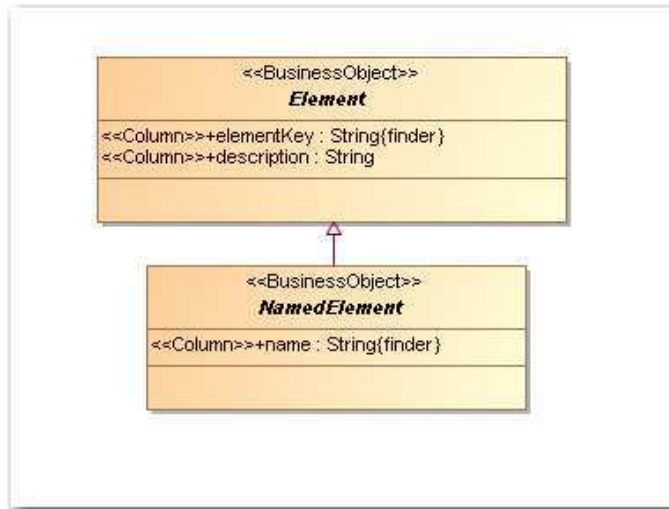 <<BusinessObject>>
Element
<<Column>>+elementKey : String{finder}
<<Column>>+description : String
<<BusinessObject>>
NamedElement
<<Column>>+name : String{finder}